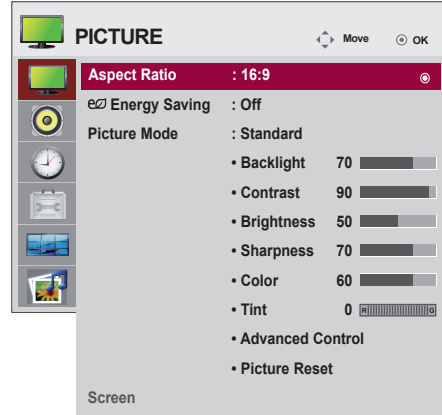 PICTURE Move OK
Aspect Ratio : 16:9
Energy Saving : Off
Picture Mode : Standard
• Backlight 70
• Contrast 90
• Brightness 50
• Sharpness 70
• Color 60
• Tint 0 R G
• Advanced Control
• Picture Reset
Screen